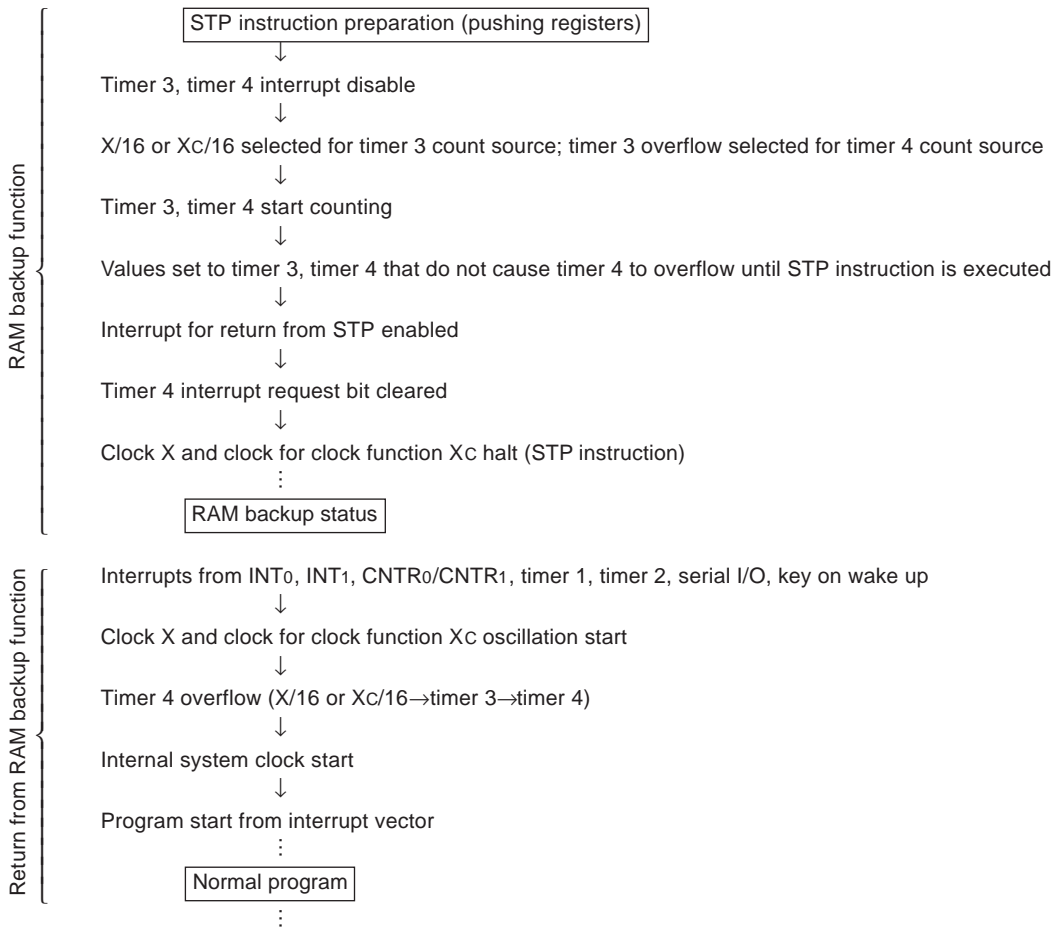 RAM backup function
STP instruction preparation (pushing registers)
↓
Timer 3, timer 4 interrupt disable
↓
X/16 or XC/16 selected for timer 3 count source; timer 3 overflow selected for timer 4 count source
↓
Timer 3, timer 4 start counting
↓
Values set to timer 3, timer 4 that do not cause timer 4 to overflow until STP instruction is executed
↓
Interrupt for return from STP enabled
↓
Timer 4 interrupt request bit cleared
↓
Clock X and clock for clock function XC halt (STP instruction)
⋮
RAM backup status
Return from RAM backup function
Interrupts from INT0, INT1, CNTR0/CNTR1, timer 1, timer 2, serial I/O, key on wake up
↓
Clock X and clock for clock function XC oscillation start
↓
Timer 4 overflow (X/16 or XC/16→timer 3→timer 4)
↓
Internal system clock start
↓
Program start from interrupt vector
⋮
Normal program
⋮